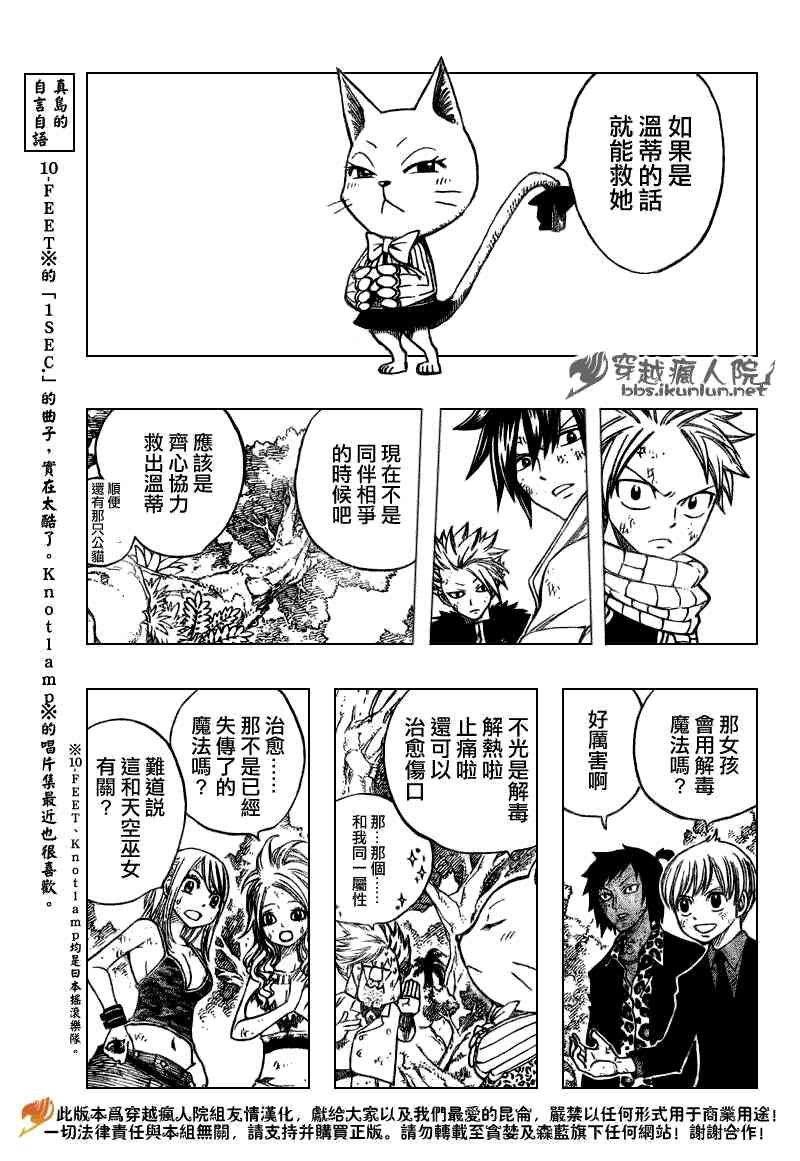 如果是
溫蒂的話
就能救她
穿越瘋人院
bbs.ikunlun.net
現在不是
同伴相爭
的時候吧
應該是
齊心協力
救出溫蒂
順便
還有那只公貓
那女孩
會用解毒
魔法嗎？
好厲害啊
不光是解毒
解熱啦
止痛啦
還可以
治愈傷口
那…那個……
和我同一屬性
治愈……
那不是已經
失傳了的
魔法嗎？
難道說
這和天空巫女
有關？
真島的
自言自語
10-FEET※的「1SEC.」的曲子，實在太酷了。Knotlamp※的唱片集最近也很喜歡。
※10-FEET、Knotlamp均是日本搖滾樂隊。
此版本爲穿越瘋人院組友情漢化，獻給大家以及我們最愛的昆侖，嚴禁以任何形式用于商業用途！
一切法律責任與本組無關，請支持并購買正版。請勿轉載至貪婪及森藍旗下任何網站！謝謝合作！